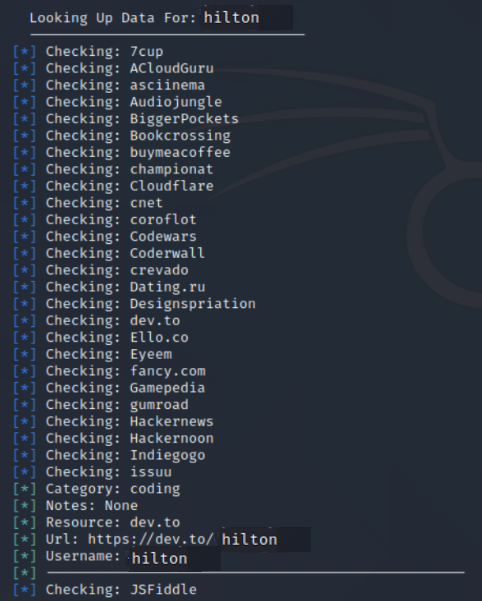 Looking Up Data For: hilton
[*] Checking: 7cup
[*] Checking: ACloudGuru
[*] Checking: asciinema
[*] Checking: Audiojungle
[*] Checking: BiggerPockets
[*] Checking: Bookcrossing
[*] Checking: buymeacoffee
[*] Checking: championat
[*] Checking: Cloudflare
[*] Checking: cnet
[*] Checking: coroflot
[*] Checking: Codewars
[*] Checking: Coderwall
[*] Checking: crevado
[*] Checking: Dating.ru
[*] Checking: Designspriation
[*] Checking: dev.to
[*] Checking: Ello.co
[*] Checking: Eyeem
[*] Checking: fancy.com
[*] Checking: Gamepedia
[*] Checking: gumroad
[*] Checking: Hackernews
[*] Checking: Hackernoon
[*] Checking: Indiegogo
[*] Checking: issuu
[*] Category: coding
[*] Notes: None
[*] Resource: dev.to
[*] Url: https://dev.to/ hilton
[*] Username: hilton
[*]
[*] Checking: JSFiddle